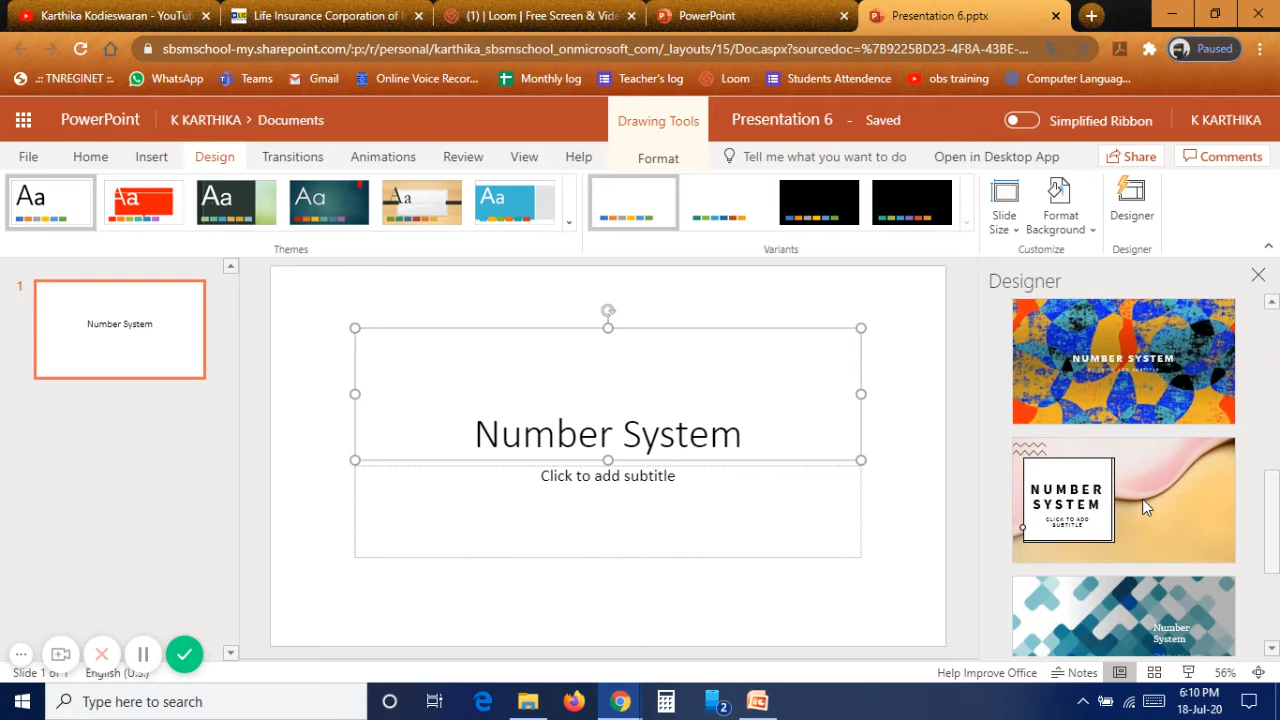 Karthika Kodieswaran - YouTu
Life Insurance Corporation of I
(1) | Loom | Free Screen & Vide
PowerPoint
Presentation 6.pptx
sbsmschool-my.sharepoint.com/:p:/r/personal/karthika_sbsmschool_onmicrosoft_com/_layouts/15/Doc.aspx?sourcedoc=%7B9225BD23-4F8A-43BE-...
Paused
.:: TNREGINET ::.
WhatsApp
Teams
Gmail
Online Voice Recor...
Monthly log
Teacher's log
Loom
Students Attendence
obs training
Computer Languag...
PowerPoint
K KARTHIKA > Documents
Drawing Tools
Presentation 6 - Saved
Simplified Ribbon
K KARTHIKA
File
Home
Insert
Design
Transitions
Animations
Review
View
Help
Format
Tell me what you want to do
Open in Desktop App
Share
Comments
Aa
Aa
Aa
Aa
Aa
Aa
Slide
Size
Format
Background
Designer
Themes
Variants
Customize
Designer
Designer
1
Number System
Number System
Click to add subtitle
NUMBER SYSTEM
NUMBER
SYSTEM
CLICK TO ADD
SUBTITLE
Number
System
Slide 1 of 1
English (U.S.)
Help Improve Office
Notes
56%
Type here to search
2
6:10 PM
18-Jul-20